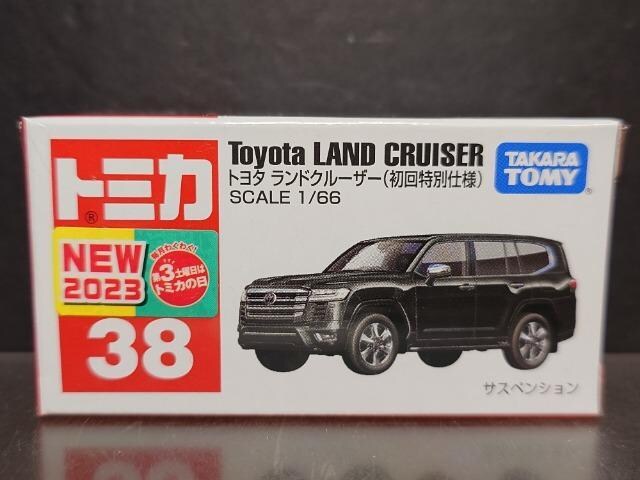 トミカ
®
NEW
2023
毎月わくわく!
第3土曜日は
トミカの日
38
Toyota LAND CRUISER
トヨタ ランドクルーザー(初回特別仕様)
SCALE 1/66
TAKARA
TOMY
®
サスペンション